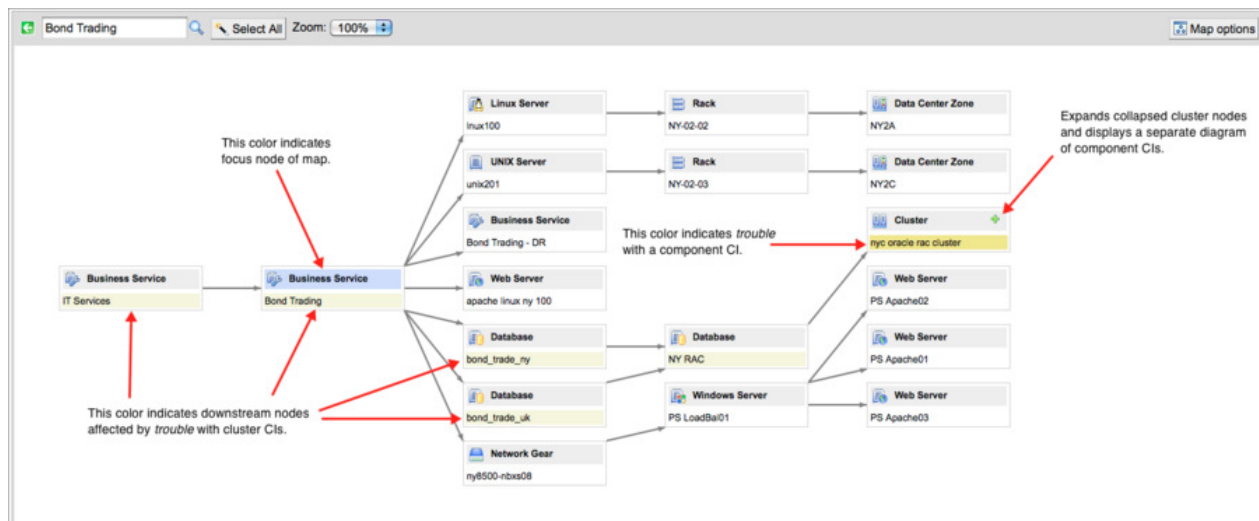 Bond Trading
Select All
Zoom: 100%
Map options
Linux Server
lnux100
Rack
NY-02-02
Data Center Zone
NY2A
Expands collapsed cluster nodes
and displays a separate diagram
of component CIs.
This color indicates
focus node of map.
UNIX Server
unix201
Rack
NY-02-03
Data Center Zone
NY2C
Business Service
Bond Trading - DR
This color indicates trouble
with a component CI.
Cluster
nyc oracle rac cluster
Business Service
IT Services
Business Service
Bond Trading
Web Server
apache linux ny 100
Web Server
PS Apache02
Database
bond_trade_ny
Database
NY RAC
Web Server
PS Apache01
This color indicates downstream nodes
affected by trouble with cluster CIs.
Database
bond_trade_uk
Windows Server
PS LoadBal01
Web Server
PS Apache03
Network Gear
ny8500-nbxs08